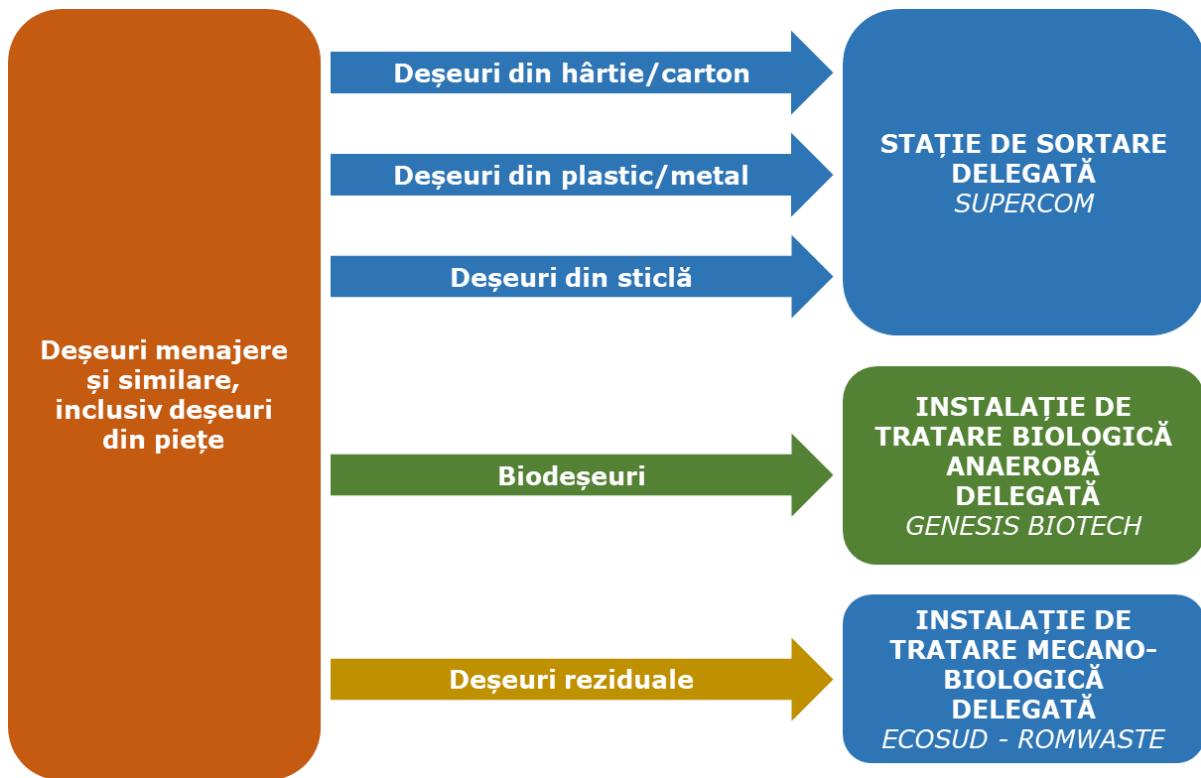 Deșeuri menajere
și similare,
inclusiv deșeuri
din piețe
Deșeuri din hârtie/carton
Deșeuri din plastic/metal
Deșeuri din sticlă
Biodeșeuri
Deșeuri reziduale
STAȚIE DE SORTARE
DELEGATĂ
SUPERCOM
INSTALAȚIE DE
TRATARE BIOLOGICĂ
ANAEROBĂ
DELEGATĂ
GENESIS BIOTECH
INSTALAȚIE DE
TRATARE MECANO-
BIOLOGICĂ
DELEGATĂ
ECOSUD - ROMWASTE